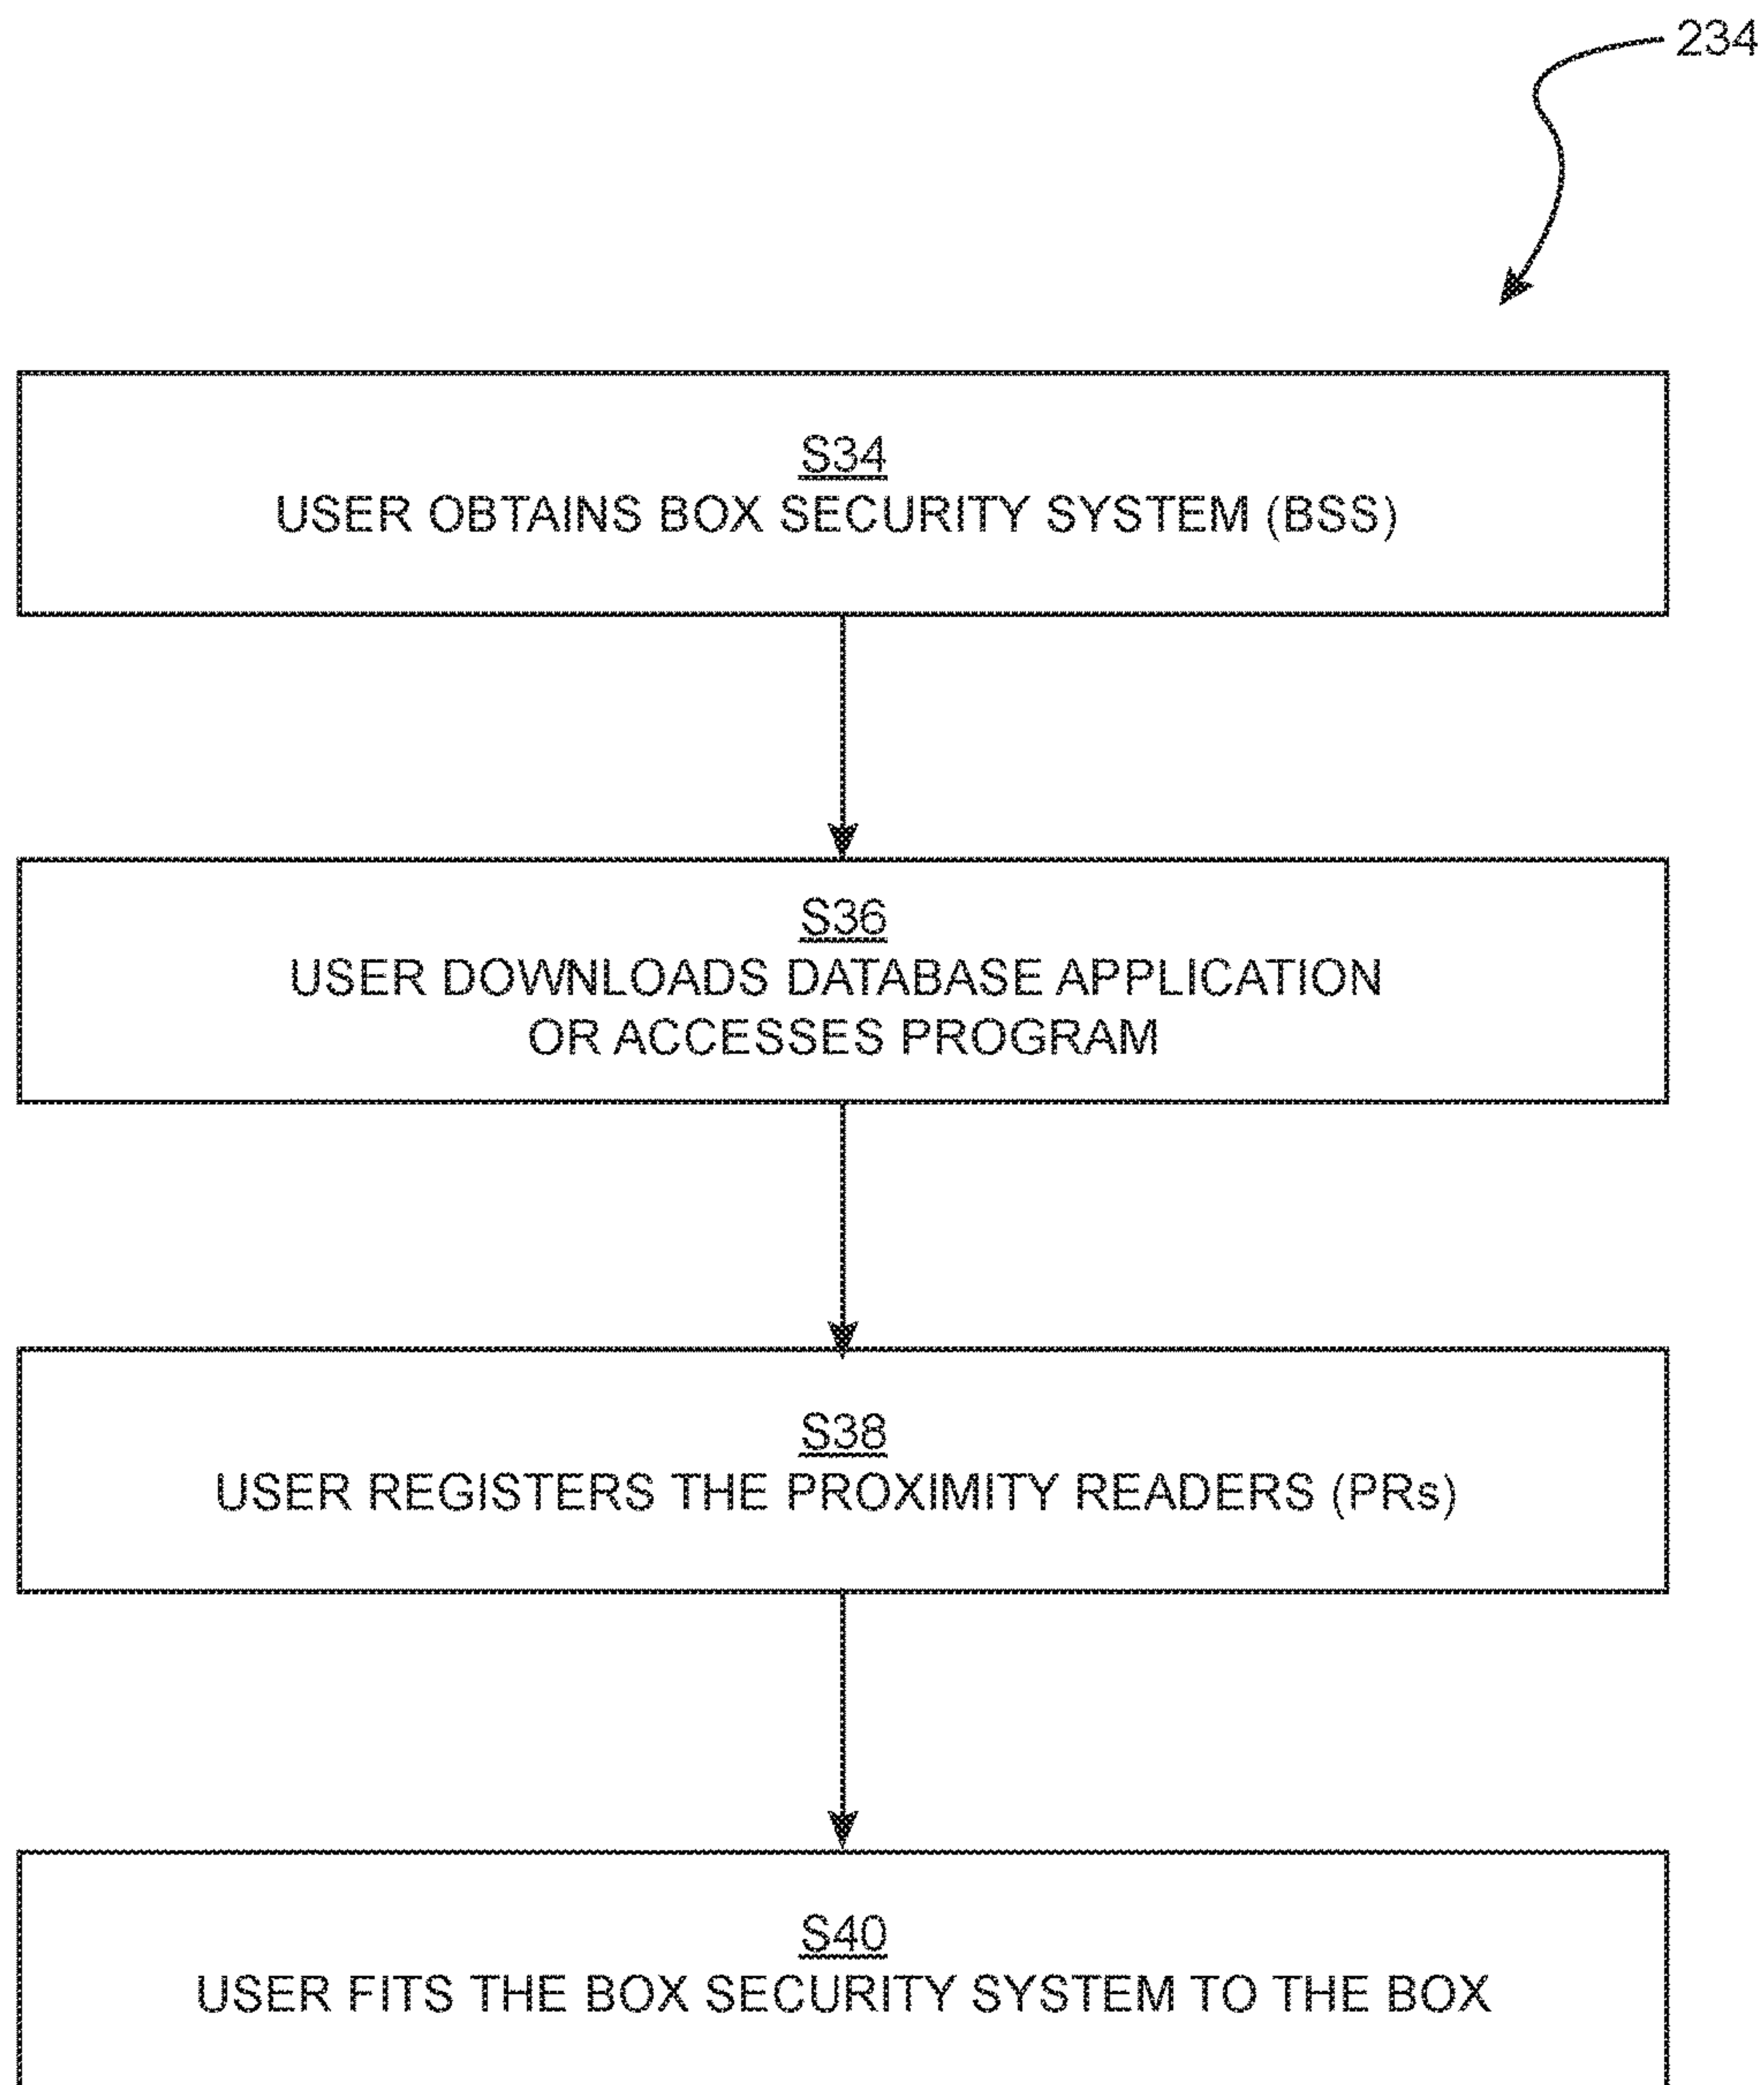 234
S34
USER OBTAINS BOX SECURITY SYSTEM (BSS)
S36
USER DOWNLOADS DATABASE APPLICATION
OR ACCESSES PROGRAM
S38
USER REGISTERS THE PROXIMITY READERS (PRs)
S40
USER FITS THE BOX SECURITY SYSTEM TO THE BOX